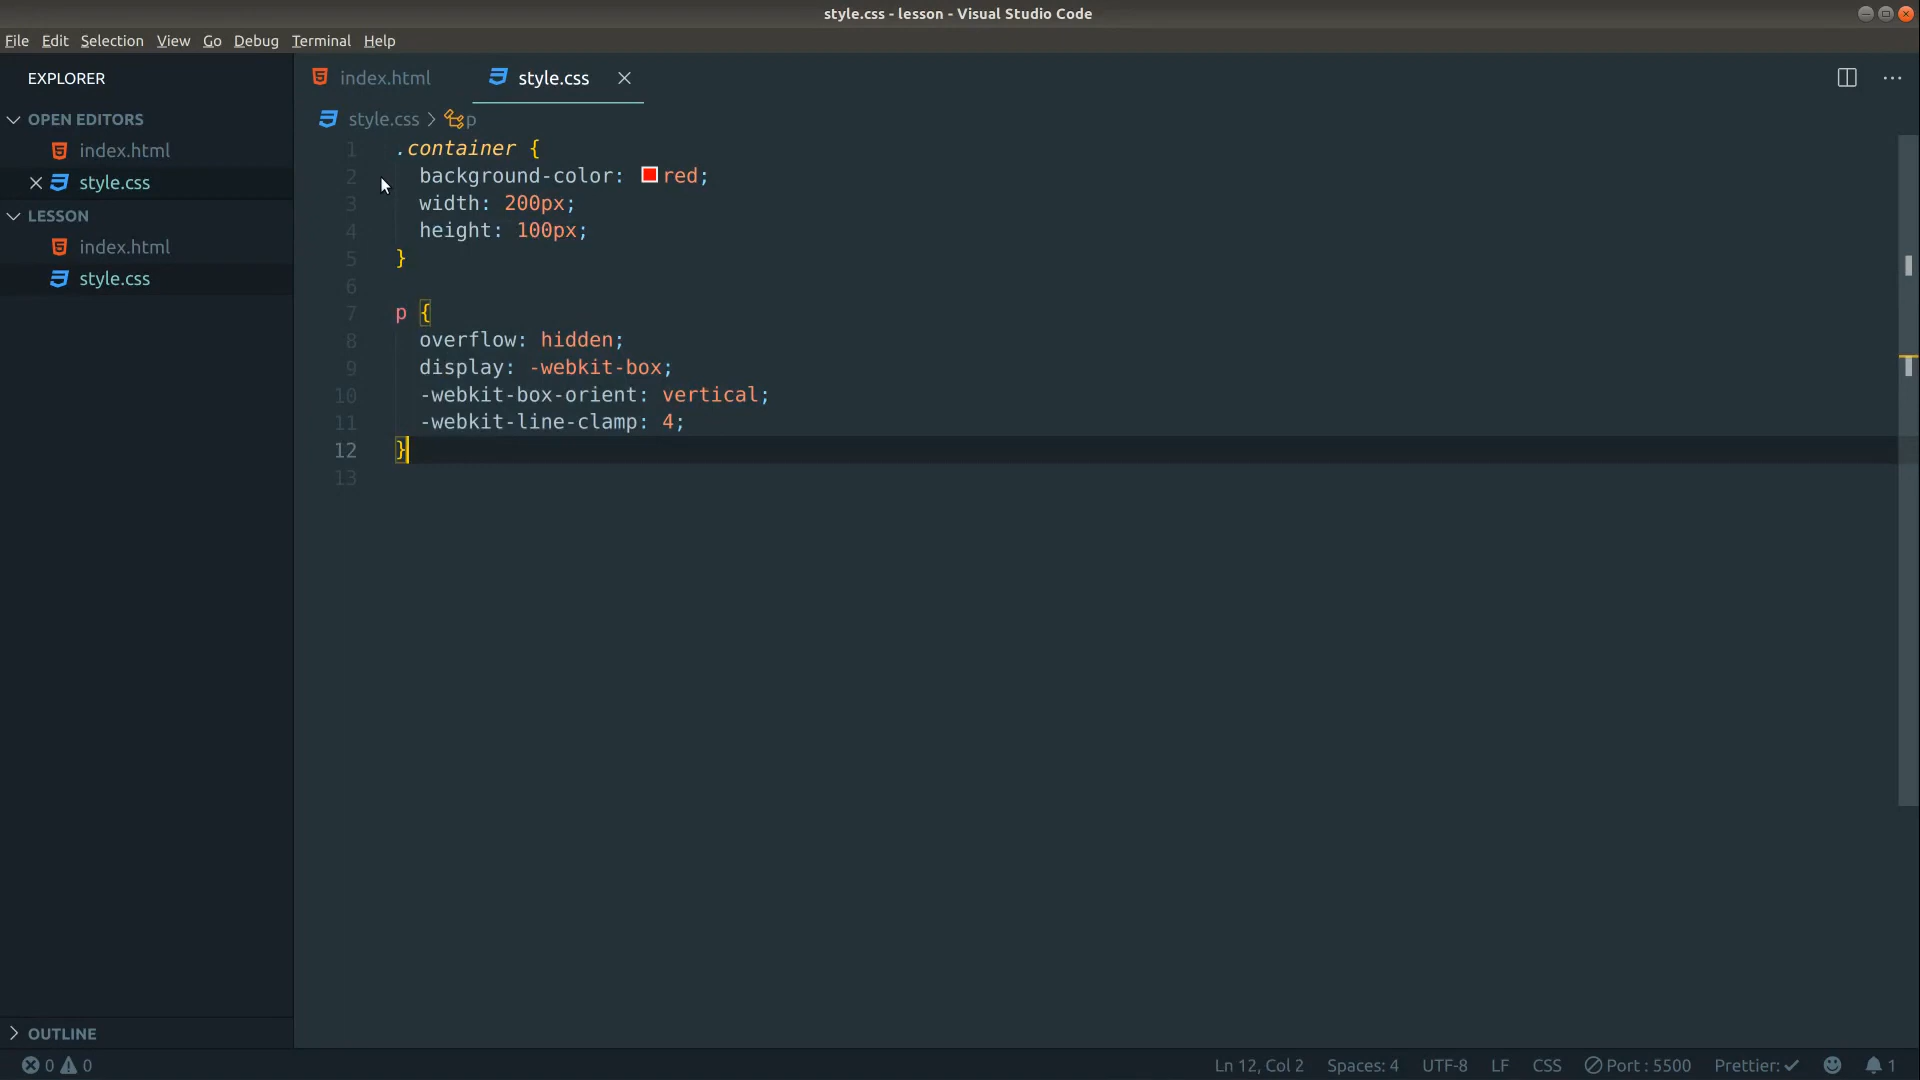 style.css - lesson - Visual Studio Code
File Edit Selection View Go Debug Terminal Help
EXPLORER
OPEN EDITORS
index.html
style.css
LESSON
index.html
style.css
OUTLINE
index.html style.css
style.css > p
1 .container {
2 background-color: red;
3 width: 200px;
4 height: 100px;
5 }
6
7 p {
8 overflow: hidden;
9 display: -webkit-box;
10 -webkit-box-orient: vertical;
11 -webkit-line-clamp: 4;
12 }
13
0 0 Ln 12, Col 2 Spaces: 4 UTF-8 LF CSS Port : 5500 Prettier: ✓ 1